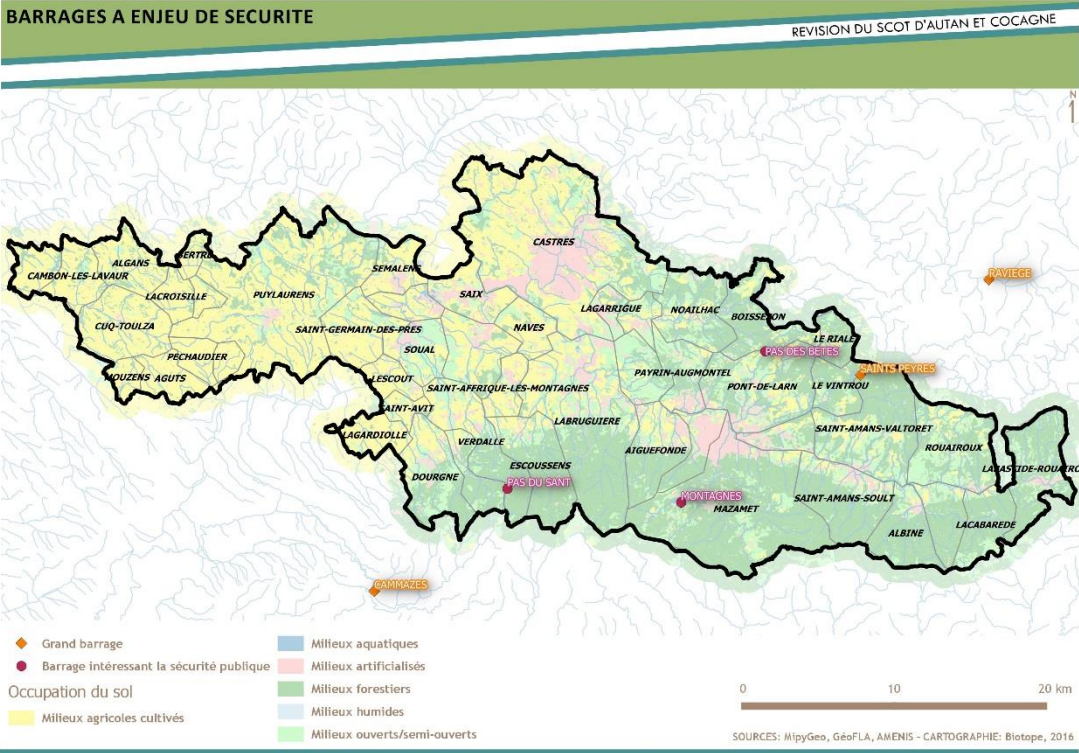 BARRAGES A ENJEU DE SECURITE
REVISION DU SCOT D'AUTAN ET COCAGNE
N
CASTRES
ALGANS
CAMBON-LES-LAVAUR
SEMALENS
RAVIEGE
LACROISILLE
PUYLAURENS
SAIX
LAGARRIGUE
NOAILHAC
BOISSEZON
CUQ-TOULZA
SAINT-GERMAIN-DES-PRES
NAVES
LE RIALET
SOUAL
PAS DES BETES
PECHAUDIER
SAINTS PEYRES
MOUZENS
AGUTS
LESCOUT
SAINT-AFFRIQUE-LES-MONTAGNES
PAYRIN-AUGMONTEL
PONT-DE-LARN
LE VINTROU
SAINT-AVIT
LABRUGUIERE
SAINT-AMANS-VALTORET
LAGARDIOLLE
VERDALLE
AIGUEFONDE
ROUAIROUX
ESCOUSSENS
DOURGNE
PAS DU SANT
MONTAGNES
SAINT-AMANS-SOULT
MAZAMET
LACABAREDE
ALBINE
CAMMAZES
Grand barrage
Barrage intéressant la sécurité publique
Occupation du sol
Milieux agricoles cultivés
Milieux aquatiques
Milieux artificialisés
Milieux forestiers
Milieux humides
Milieux ouverts/semi-ouverts
0 10 20 km
SOURCES: MipyGeo, GéoFLA, AMENIS - CARTOGRAPHIE: Biotope, 2016